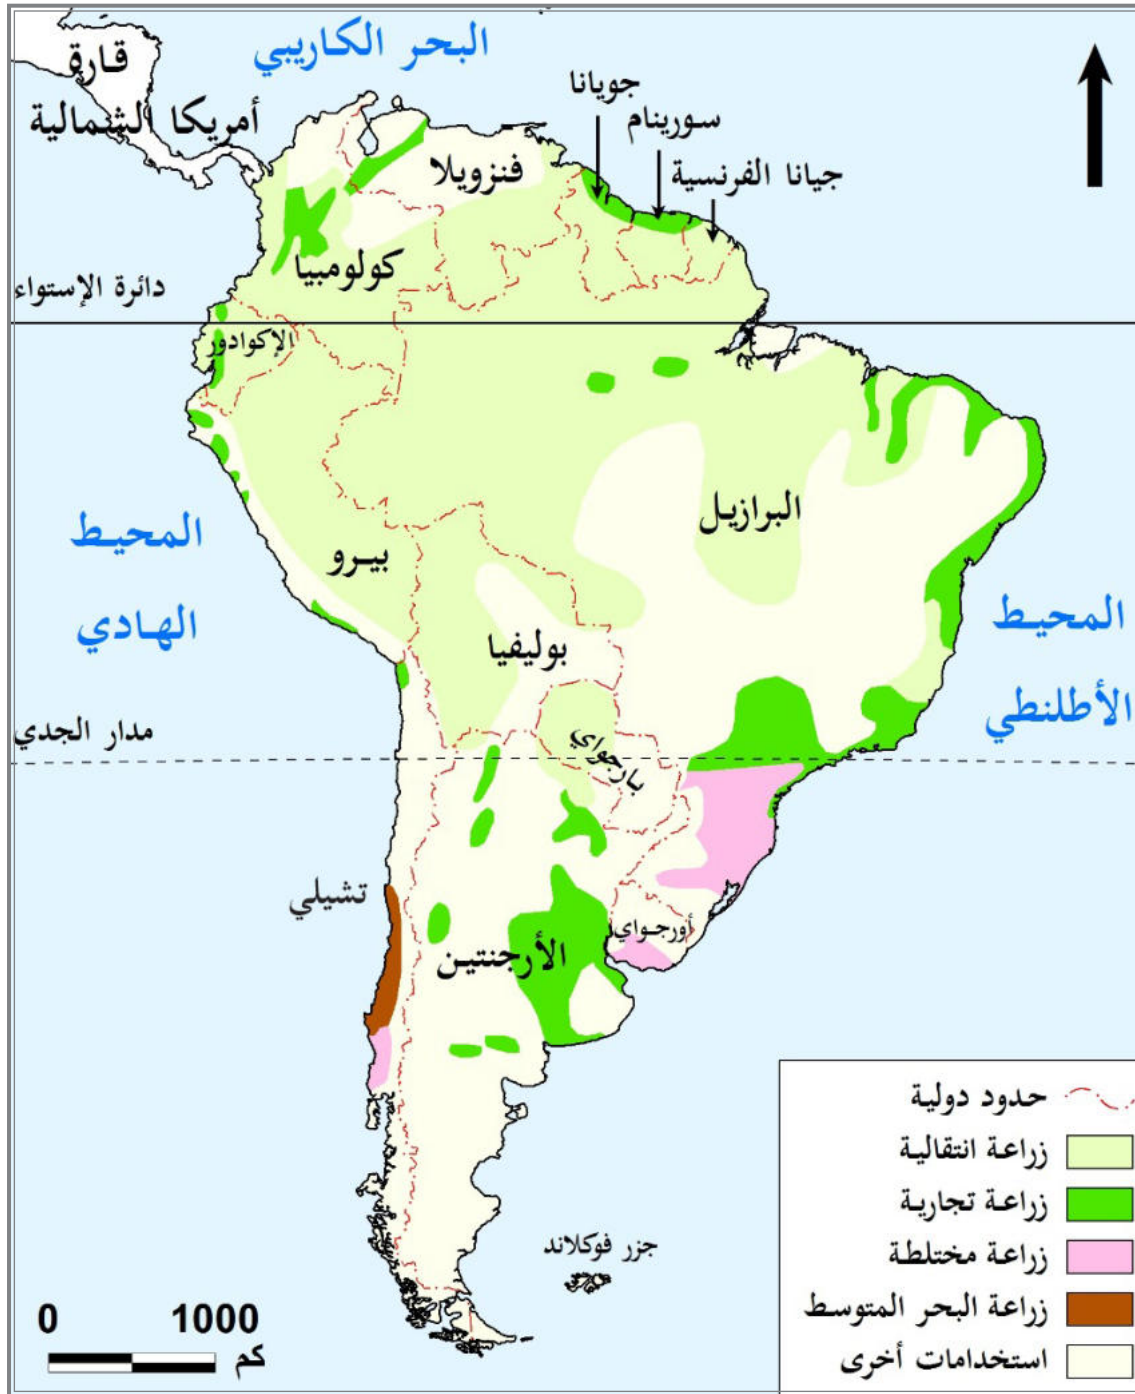 البحر الكاريبي
قارة
أمريكا الشمالية
جويانا
سورينام
جيانا الفرنسية
فنزويلا
كولومبيا
دائرة الإستواء
الإكوادور
البرازيل
المحيط
الهادي
بيرو
المحيط
الأطلنطي
بوليفيا
مدار الجدي
بارجواي
تشيلي
أورجواي
الأرجنتين
جزر فوكلاند
حدود دولية
زراعة انتقالية
زراعة تجارية
زراعة مختلطة
زراعة البحر المتوسط
استخدامات أخرى
0 1000
كم